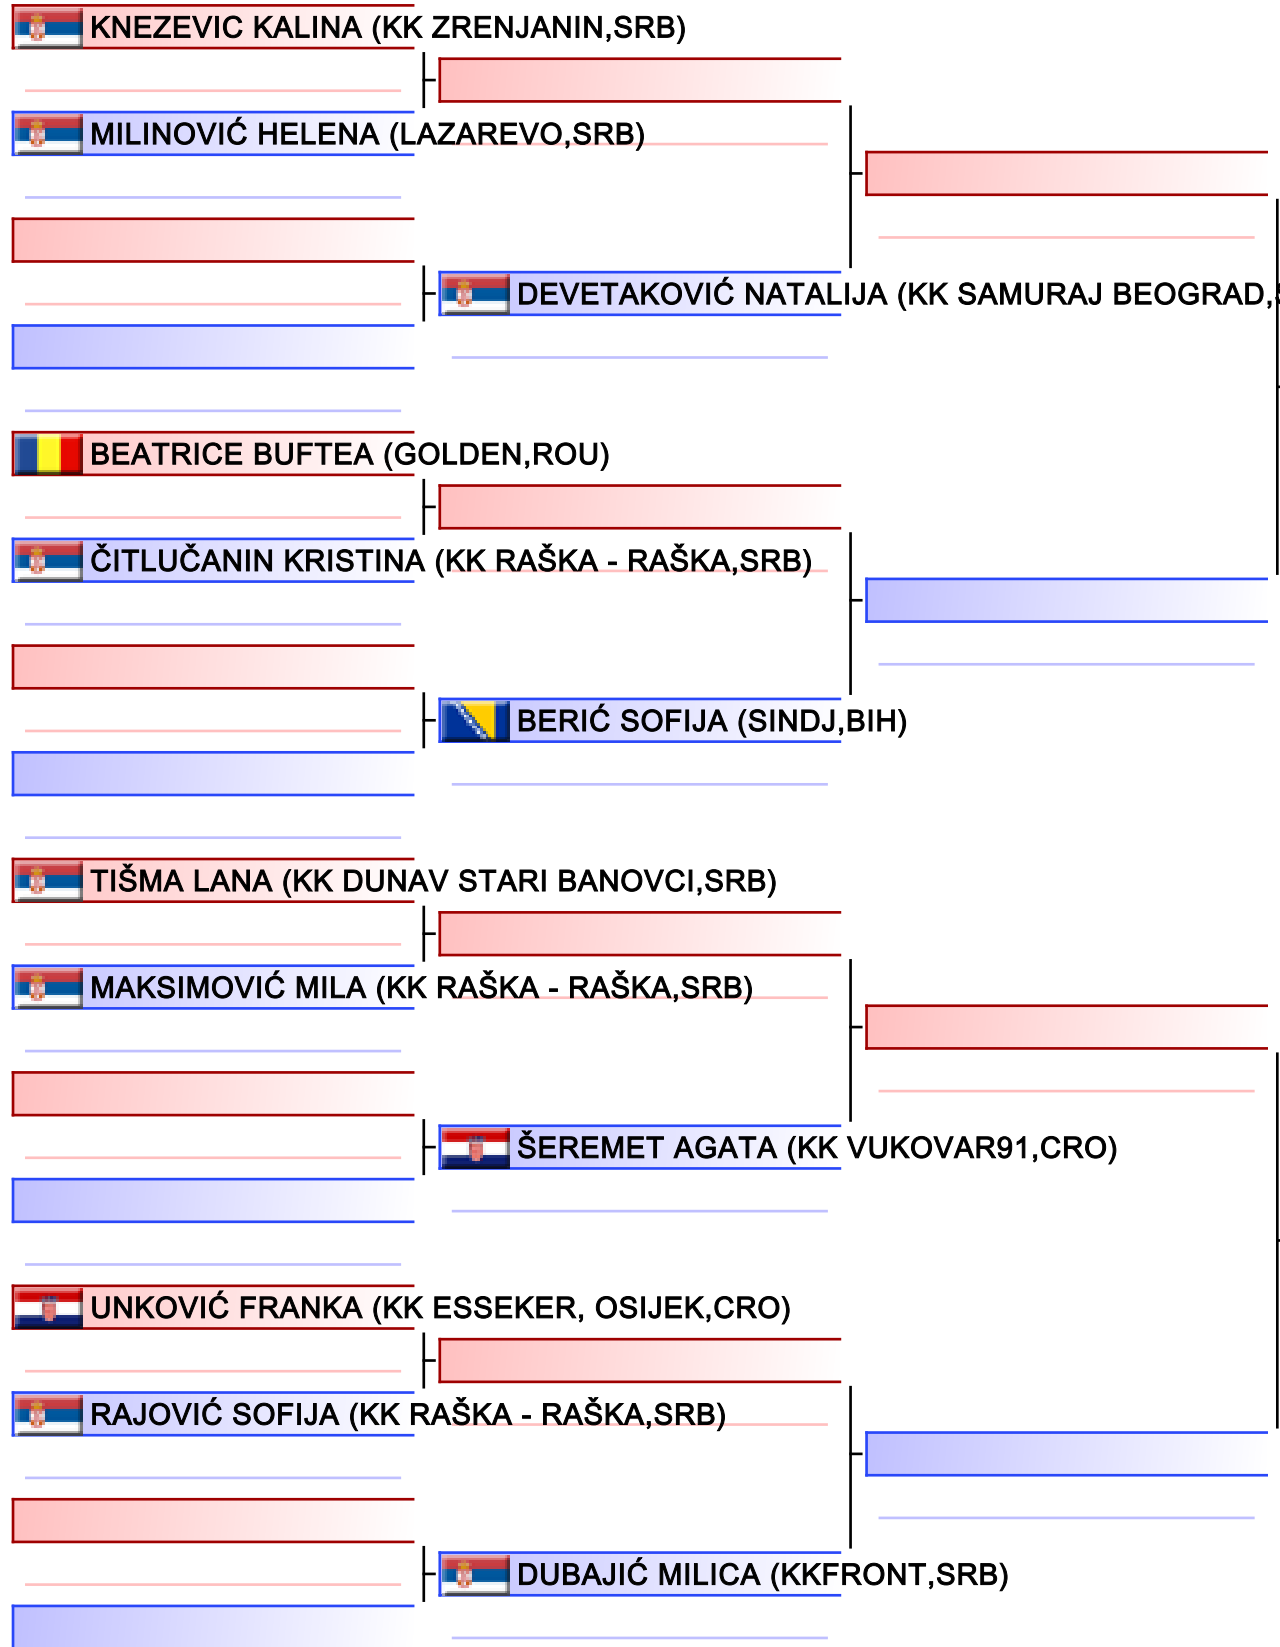 KNEZEVIC KALINA (KK ZRENJANIN,SRB)
MILINOVIĆ HELENA (LAZAREVO,SRB)
DEVETAKOVIĆ NATALIJA (KK SAMURAJ BEOGRAD,
BEATRICE BUFTEA (GOLDEN,ROU)
ČITLUČANIN KRISTINA (KK RAŠKA - RAŠKA,SRB)
BERIĆ SOFIJA (SINDJ,BIH)
TIŠMA LANA (KK DUNAV STARI BANOVCI,SRB)
MAKSIMOVIĆ MILA (KK RAŠKA - RAŠKA,SRB)
ŠEREMET AGATA (KK VUKOVAR91,CRO)
UNKOVIĆ FRANKA (KK ESSEKER, OSIJEK,CRO)
RAJOVIĆ SOFIJA (KK RAŠKA - RAŠKA,SRB)
DUBAJIĆ MILICA (KKFRONT,SRB)